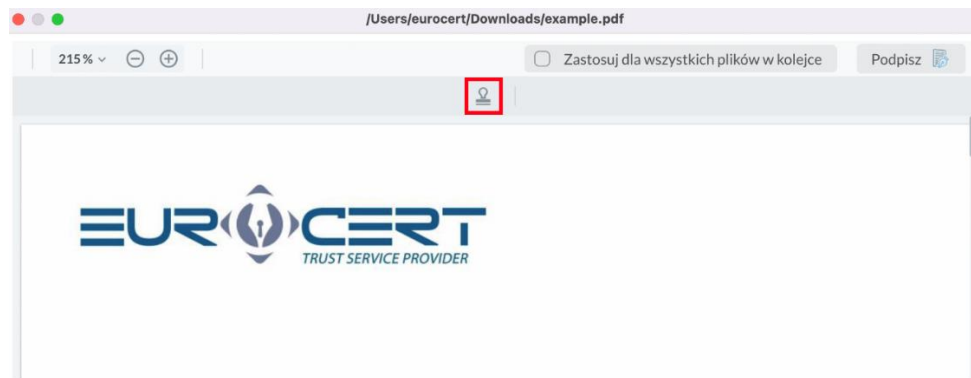 /Users/eurocert/Downloads/example.pdf
215% Zastosuj dla wszystkich plików w kolejce Podpisz
EUROCERT
TRUST SERVICE PROVIDER